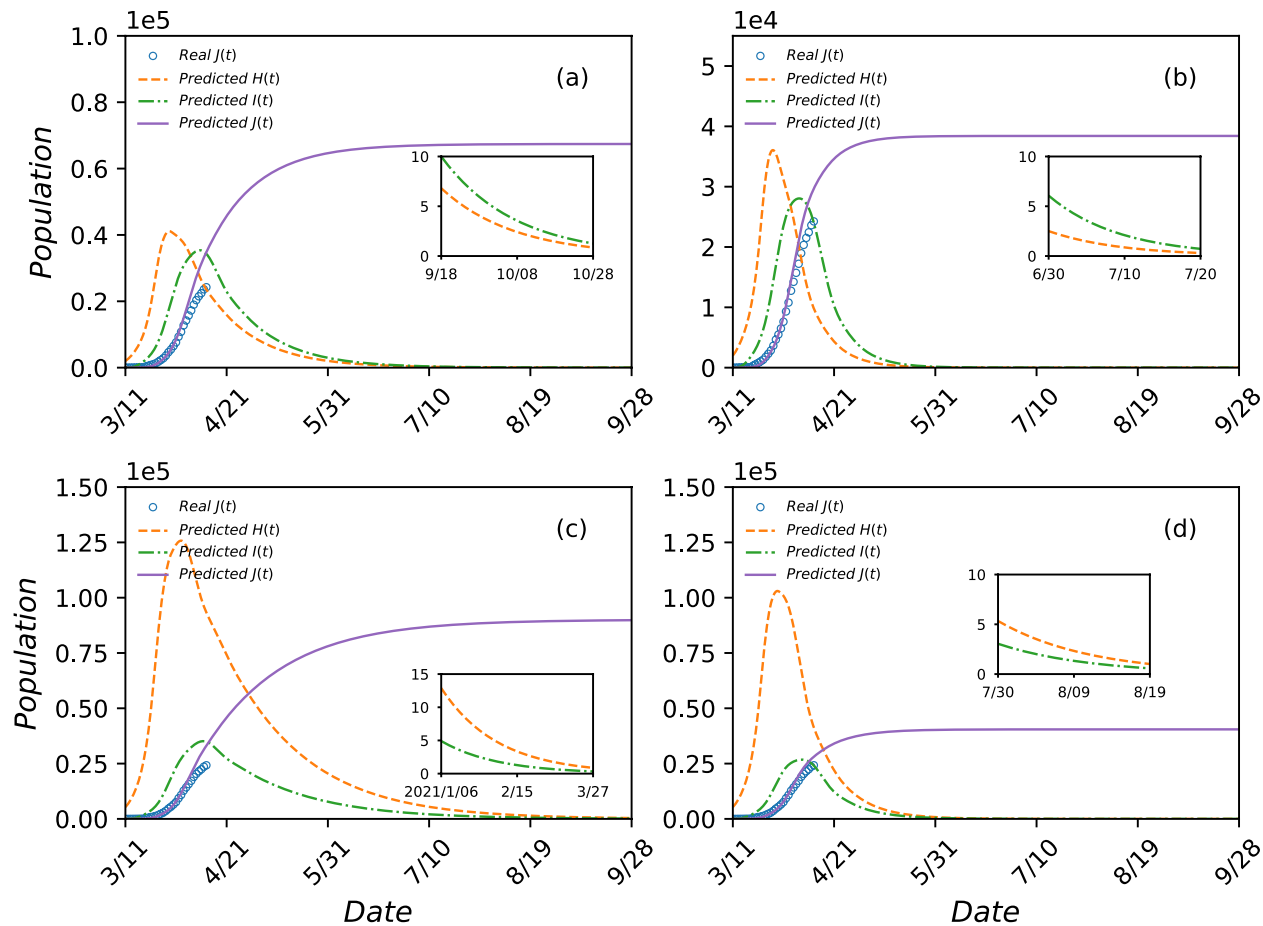 1e5
1.0
0.8
0.6
0.4
0.2
0.0
Population
Real J(t)
Predicted H(t)
Predicted I(t)
Predicted J(t)
(a)
10
5
0
9/18 10/08 10/28
3/11 4/21 5/31 7/10 8/19 9/28
1e4
5
4
3
2
1
0
Real J(t)
Predicted H(t)
Predicted I(t)
Predicted J(t)
(b)
10
5
0
6/30 7/10 7/20
3/11 4/21 5/31 7/10 8/19 9/28
1e5
1.50
1.25
1.00
0.75
0.50
0.25
0.00
Population
Real J(t)
Predicted H(t)
Predicted I(t)
Predicted J(t)
(c)
15
10
5
0
2021/1/06 2/15 3/27
3/11 4/21 5/31 7/10 8/19 9/28
Date
1e5
1.50
1.25
1.00
0.75
0.50
0.25
0.00
Real J(t)
Predicted H(t)
Predicted I(t)
Predicted J(t)
(d)
10
5
0
7/30 8/09 8/19
3/11 4/21 5/31 7/10 8/19 9/28
Date